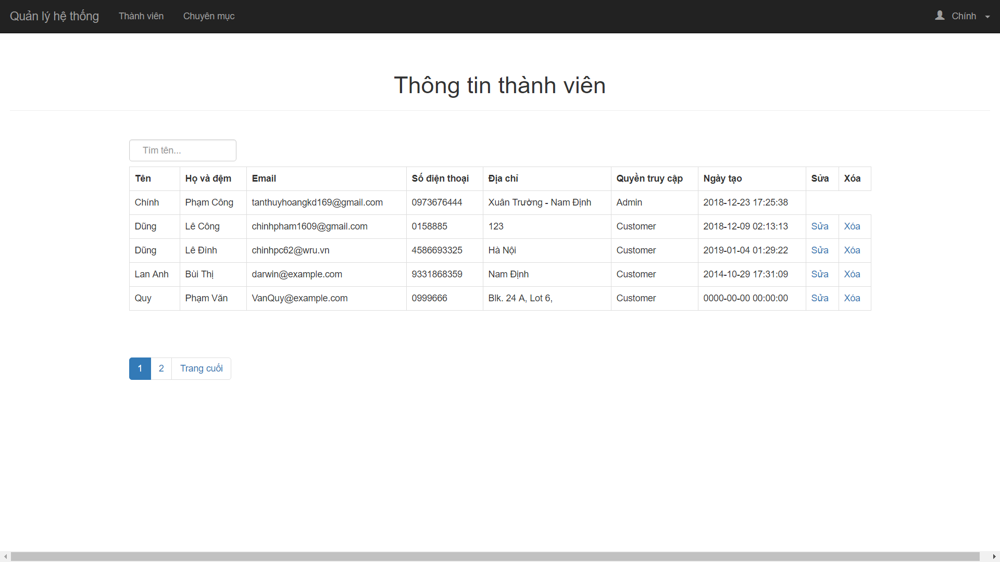 Quản lý hệ thống Thành viên Chuyên mục Chính
Thông tin thành viên
Tìm tên...
Tên Họ và đệm Email Số điện thoại Địa chỉ Quyền truy cập Ngày tạo Sửa Xóa
Chính Phạm Công tanthuyhoangkd169@gmail.com 0973676444 Xuân Trường - Nam Định Admin 2018-12-23 17:25:38
Dũng Lê Công chinhpham1609@gmail.com 0158885 123 Customer 2018-12-09 02:13:13 Sửa Xóa
Dũng Lê Đình chinhpc62@wru.vn 4586693325 Hà Nội Customer 2019-01-04 01:29:22 Sửa Xóa
Lan Anh Bùi Thị darwin@example.com 9331868359 Nam Định Customer 2014-10-29 17:31:09 Sửa Xóa
Quy Phạm Văn VanQuy@example.com 0999666 Blk. 24 A, Lot 6, Customer 0000-00-00 00:00:00 Sửa Xóa
1 2 Trang cuối